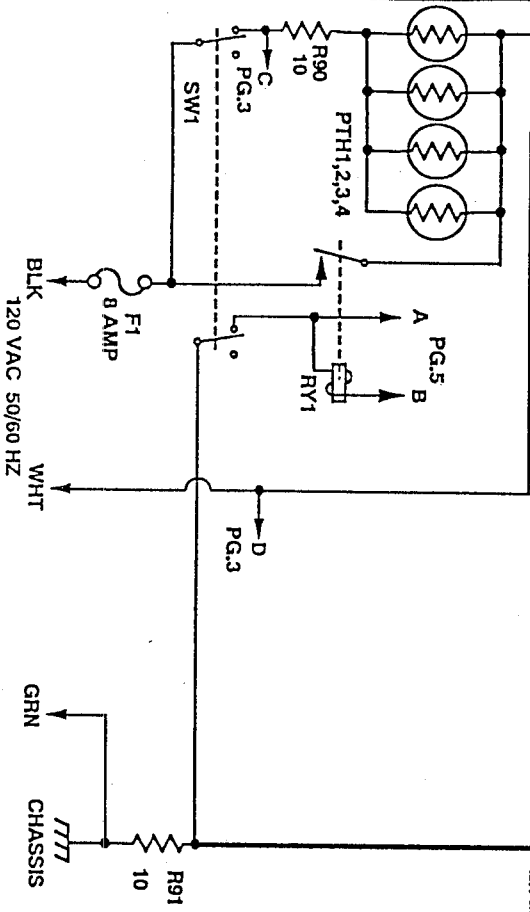 R90
10
C
PG.3
SW1
PTH1,2,3,4
BLK
F1
8 AMP
120 VAC 50/60 HZ
A
PG.5
B
RY1
WHT
D
PG.3
GRN
CHASSIS
R91
10